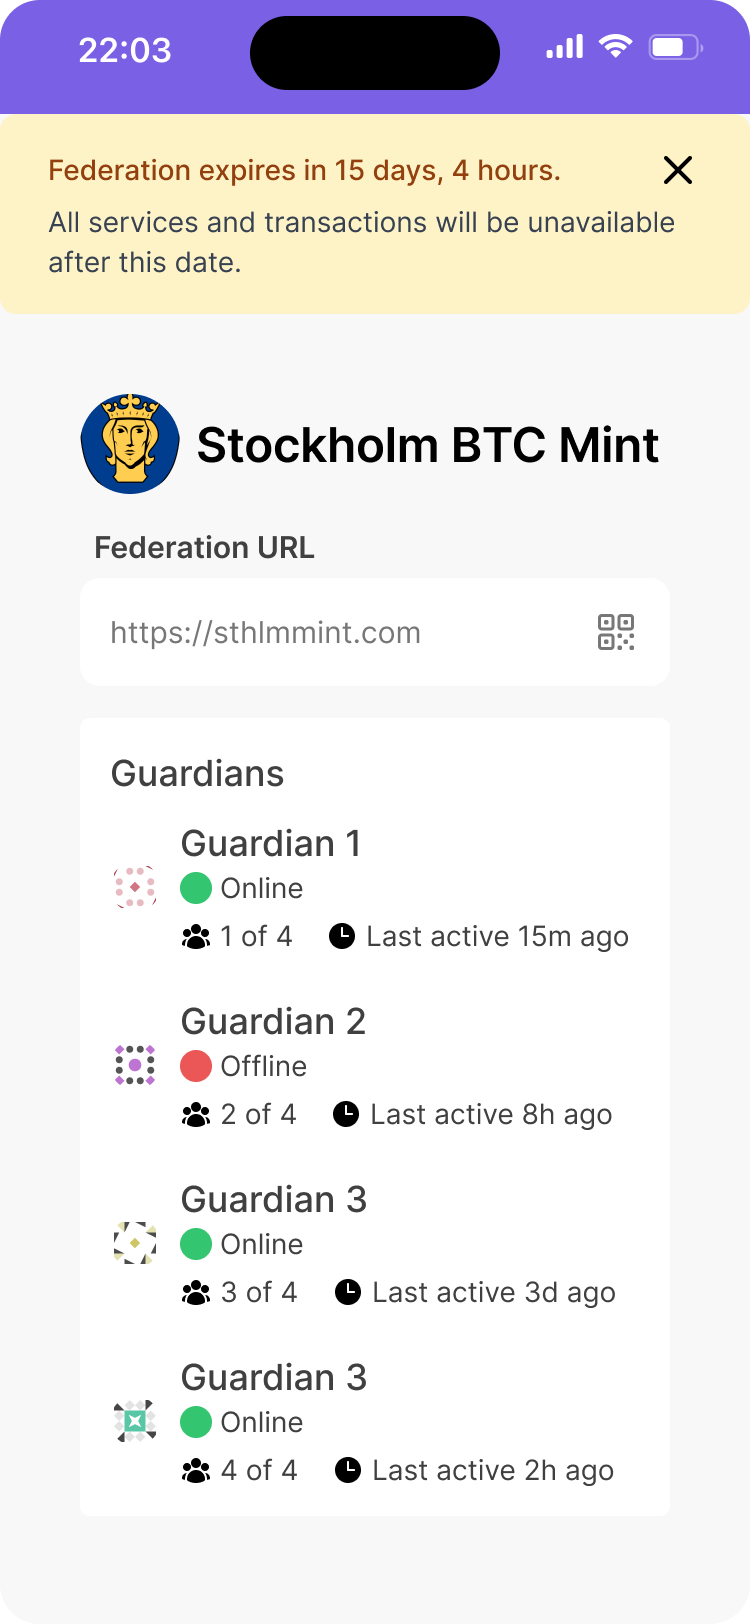 22:03
Federation expires in 15 days, 4 hours.
All services and transactions will be unavailable
after this date.
Stockholm BTC Mint
Federation URL
https://sthlmmint.com
Guardians
Guardian 1
Online
1 of 4 Last active 15m ago
Guardian 2
Offline
2 of 4 Last active 8h ago
Guardian 3
Online
3 of 4 Last active 3d ago
Guardian 3
Online
4 of 4 Last active 2h ago